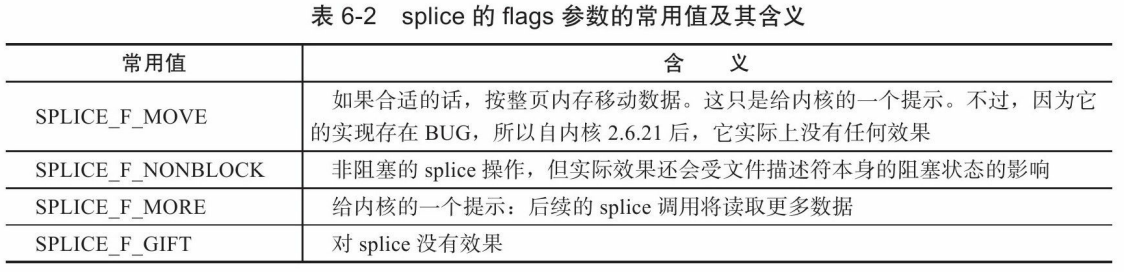 表 6-2 splice 的 flags 参数的常用值及其含义
常用值 含 义
SPLICE_F_MOVE 如果合适的话，按整页内存移动数据。这只是给内核的一个提示。不过，因为它
的实现存在 BUG，所以自内核 2.6.21 后，它实际上没有任何效果
SPLICE_F_NONBLOCK 非阻塞的 splice 操作，但实际效果还会受文件描述符本身的阻塞状态的影响
SPLICE_F_MORE 给内核的一个提示：后续的 splice 调用将读取更多数据
SPLICE_F_GIFT 对 splice 没有效果